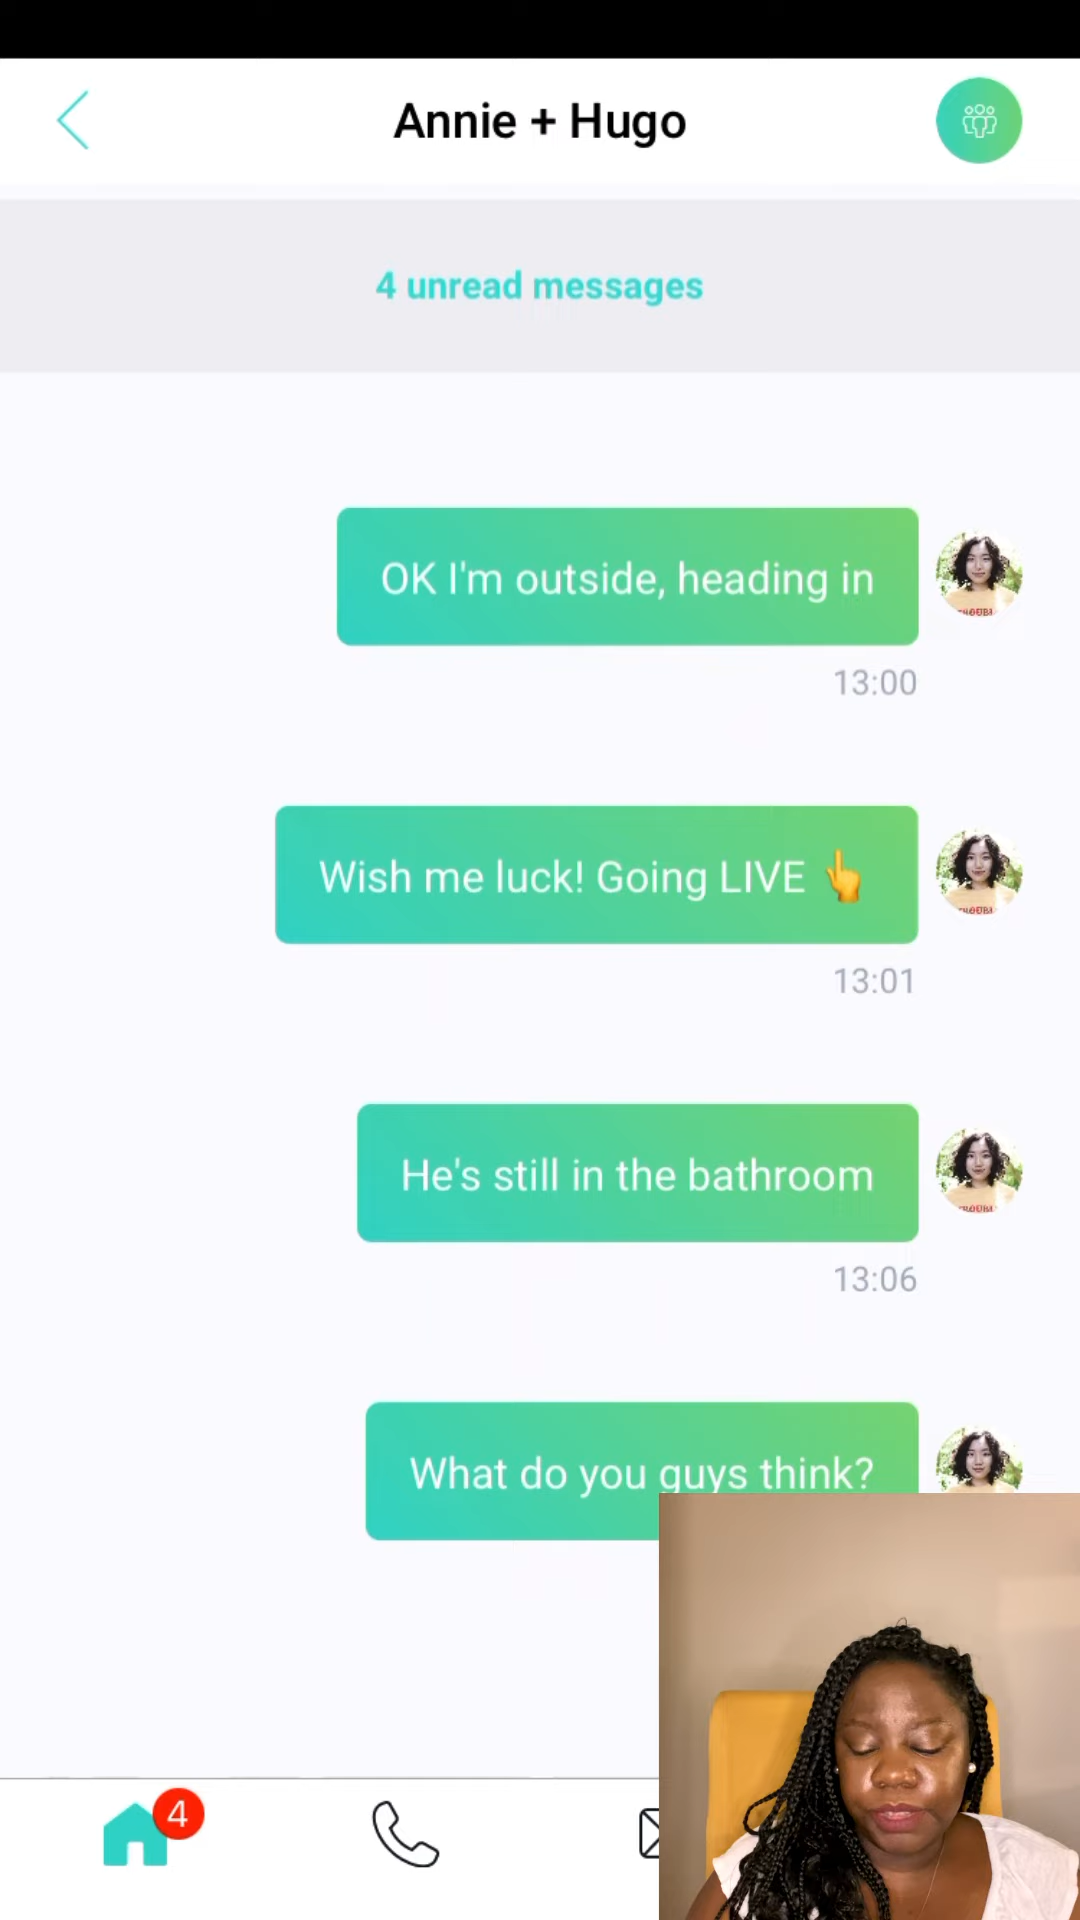 Annie + Hugo
4 unread messages
OK I'm outside, heading in
13:00
Wish me luck! Going LIVE 👆
13:01
He's still in the bathroom
13:06
What do you guys think?
4